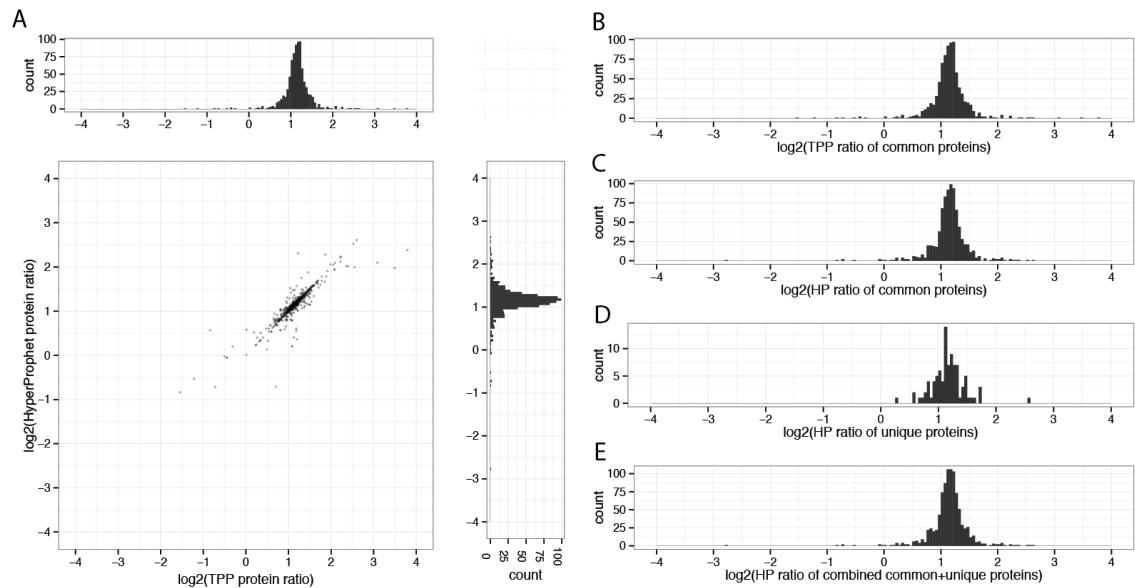 A
100
75
50
25
0
count
−4 −3 −2 −1 0 1 2 3 4
4
3
2
1
0
−1
−2
−3
−4
log2(HyperProphet protein ratio)
−4 −3 −2 −1 0 1 2 3 4
log2(TPP protein ratio)
4
3
2
1
0
−1
−2
−3
−4
0 25 50 75 100
count
B
100
75
50
25
0
count
−4 −3 −2 −1 0 1 2 3 4
log2(TPP ratio of common proteins)
C
100
75
50
25
0
count
−4 −3 −2 −1 0 1 2 3 4
log2(HP ratio of common proteins)
D
10
5
0
count
−4 −3 −2 −1 0 1 2 3 4
log2(HP ratio of unique proteins)
E
100
75
50
25
0
count
−4 −3 −2 −1 0 1 2 3 4
log2(HP ratio of combined common+unique proteins)